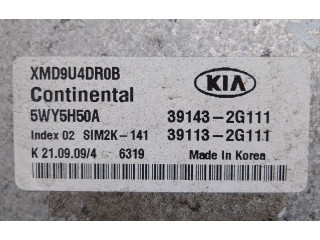 XMD9U4DR0B
KIA
Continental
5WY5H50A 39143-2G111
Index 02 SIM2K-141 39113-2G111
K 21.09.09/4 6319 Made in Korea